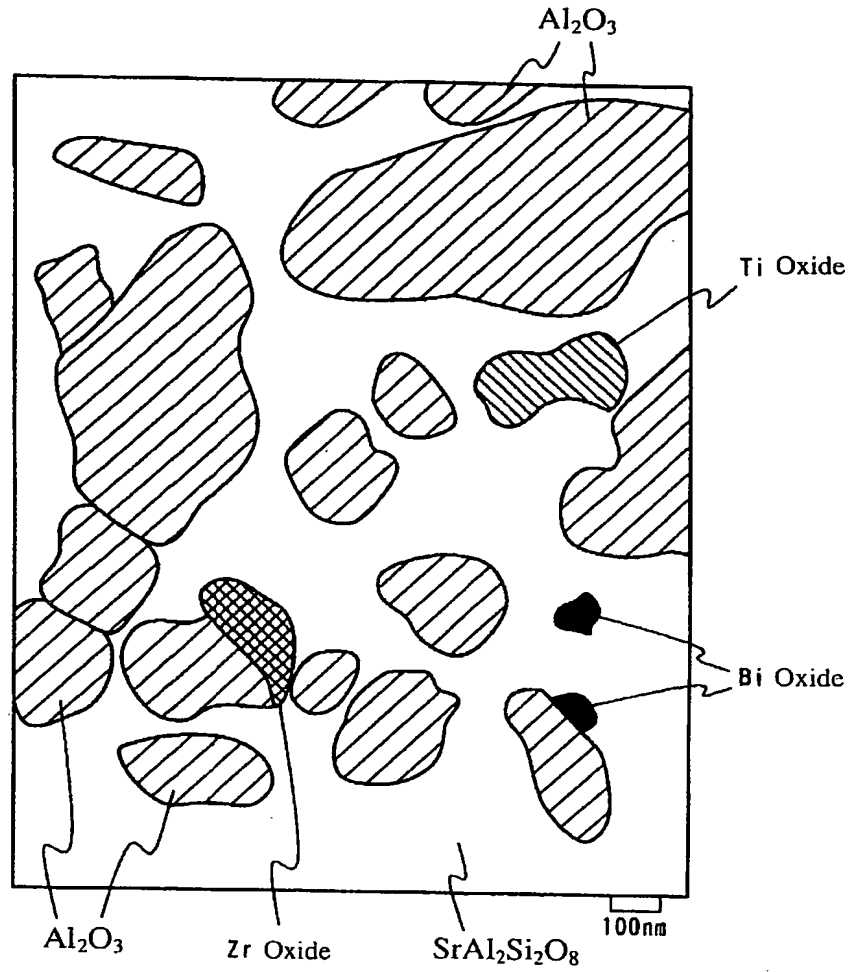 Al₂O₃
Ti Oxide
Bi Oxide
100nm
Al₂O₃
Zr Oxide
SrAl₂Si₂O₈